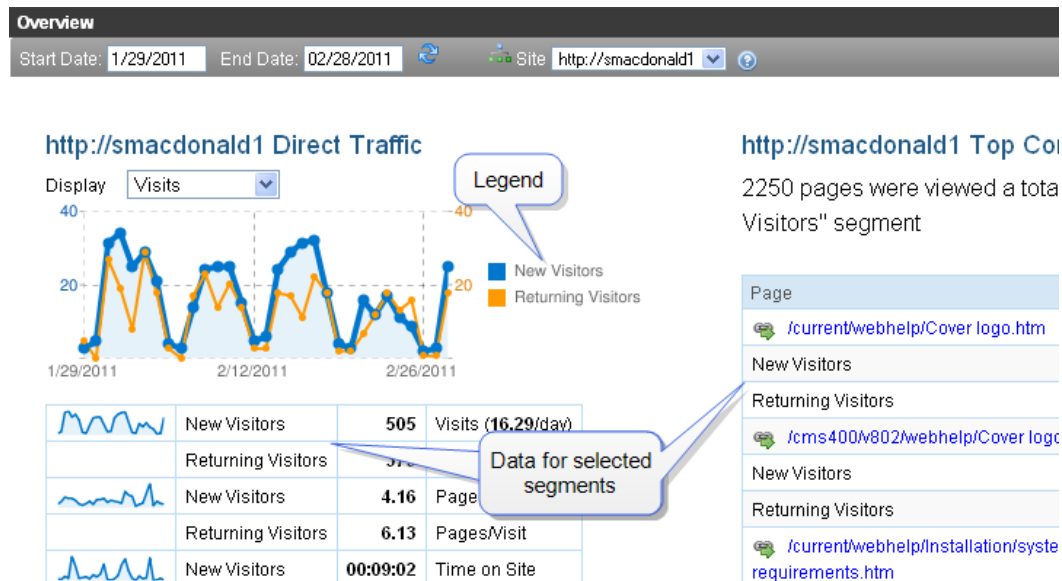 Overview
Start Date: 1/29/2011 End Date: 02/28/2011 Site http://smacdonald1
http://smacdonald1 Direct Traffic
Display Visits
Legend
40 40
20 20
New Visitors
Returning Visitors
1/29/2011 2/12/2011 2/26/2011
New Visitors 505 Visits (16.29/day)
Returning Visitors
New Visitors 4.16 Page
Returning Visitors 6.13 Pages/Visit
New Visitors 00:09:02 Time on Site
Data for selected
segments
http://smacdonald1 Top
2250 pages were viewed a
Visitors" segment
Page
/current/webhelp/Cover logo.htm
New Visitors
Returning Visitors
/cms400/v802/webhelp/Cover logo
New Visitors
Returning Visitors
/current/webhelp/Installation/syste
requirements.htm